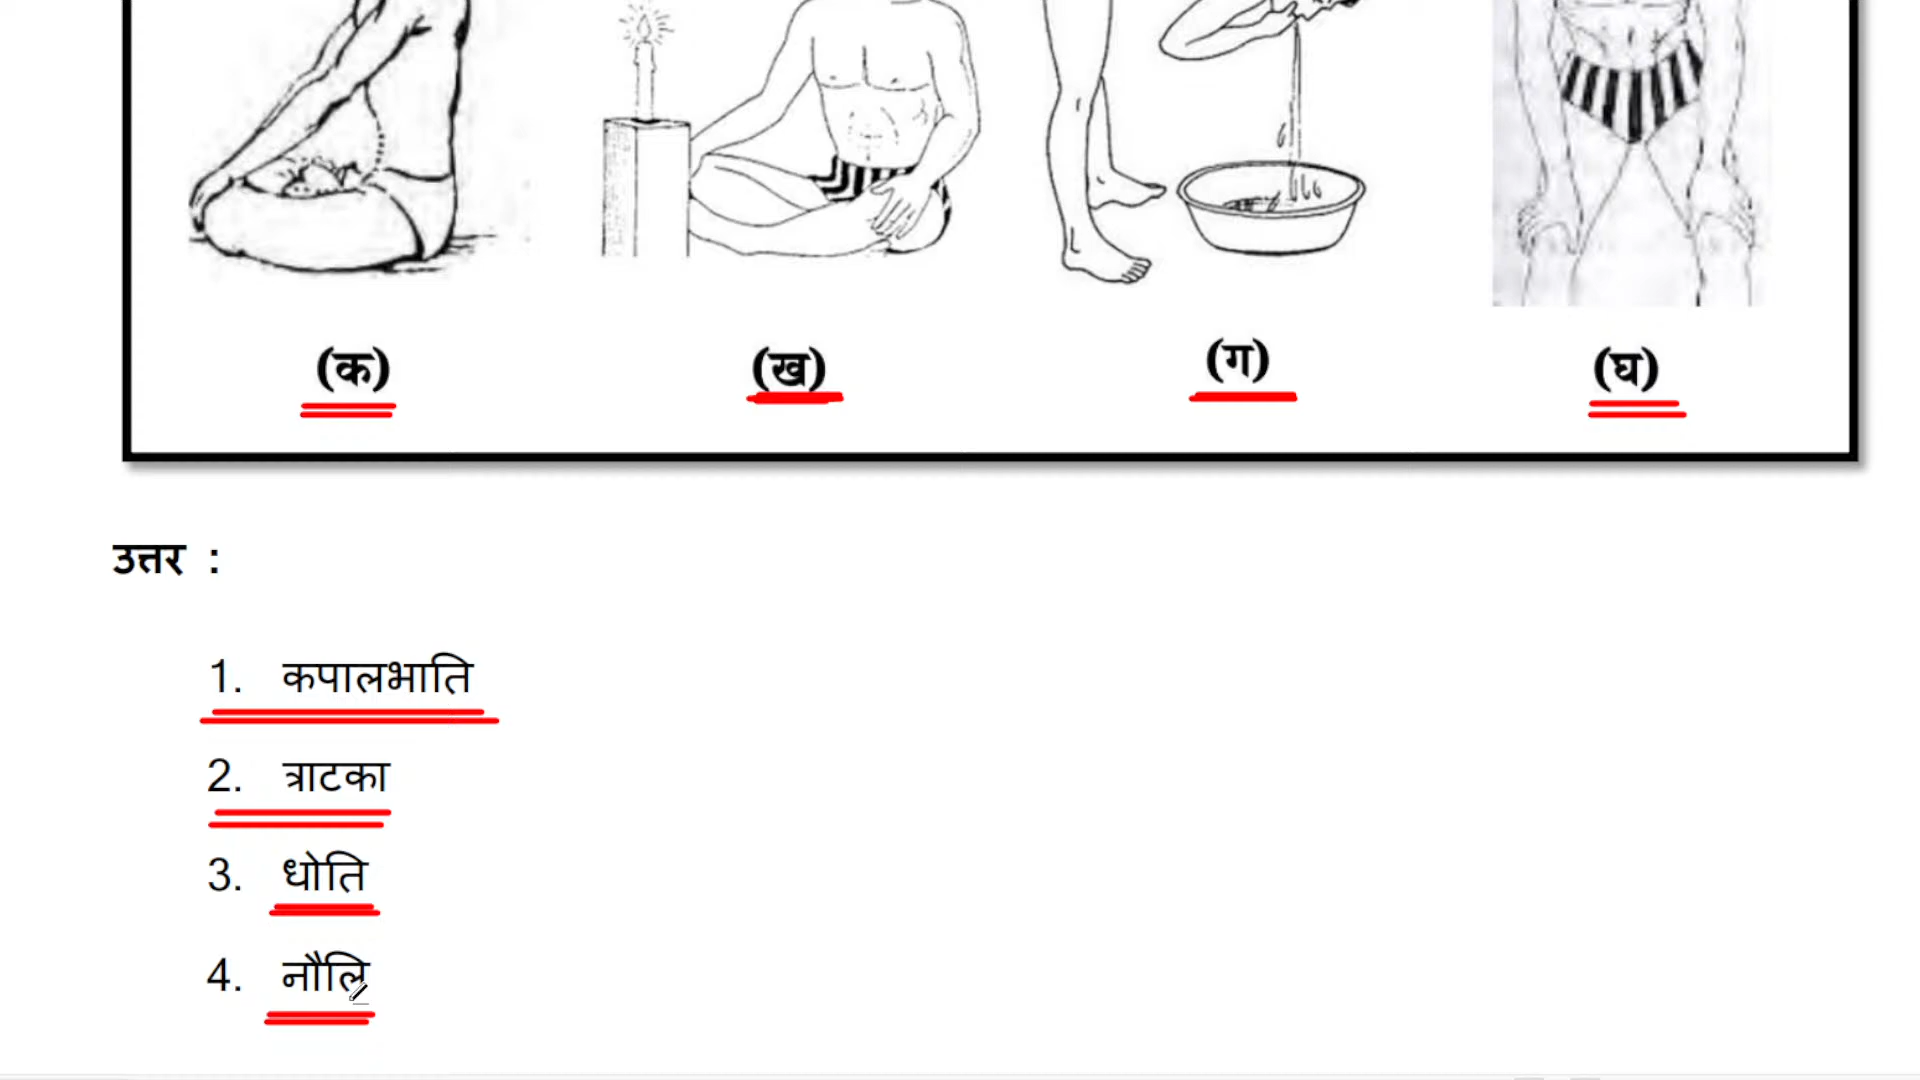 (क) (ख) (ग) (घ)
उत्तर :
1. कपालभाति
2. त्राटका
3. धोति
4. नौलि